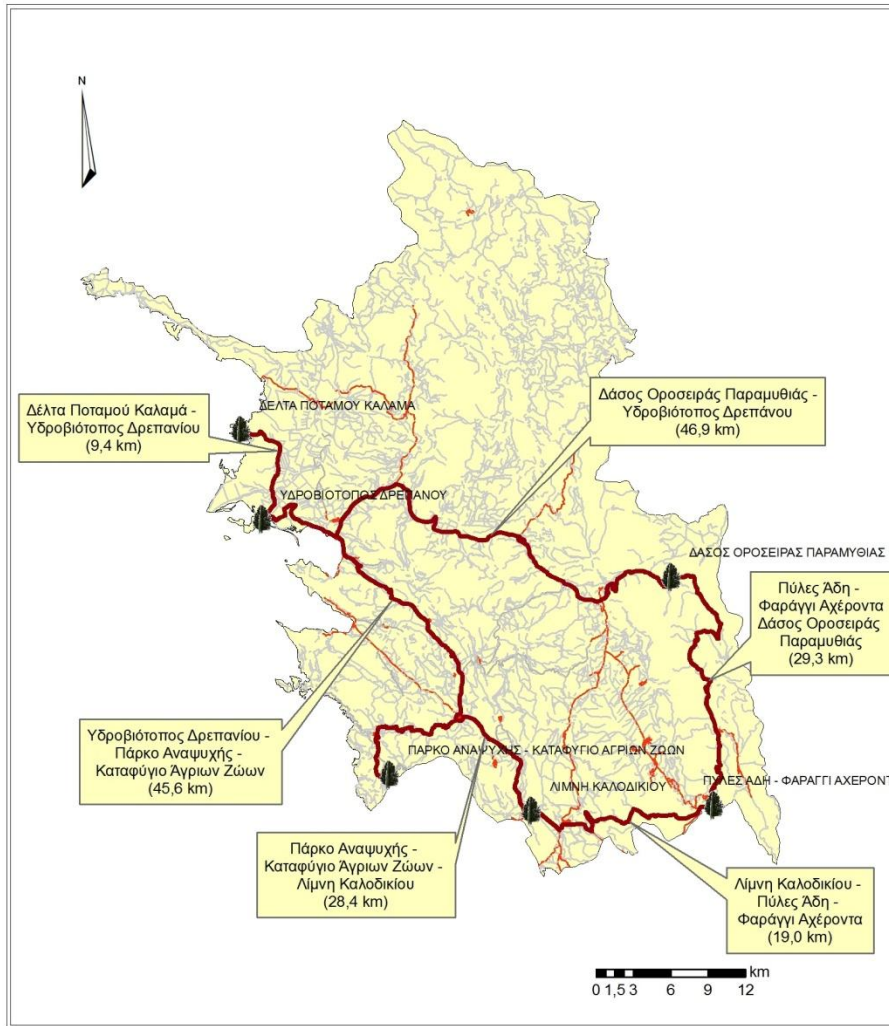 N
Δέλτα Ποταμού Καλαμά -
Υδροβιότοπος Δρεπανίου
(9,4 km)
ΔΕΛΤΑ ΠΟΤΑΜΟΥ ΚΑΛΑΜΑ
Δάσος Οροσειράς Παραμυθιάς -
Υδροβιότοπος Δρεπάνου
(46,9 km)
ΥΔΡΟΒΙΟΤΟΠΟΣ ΔΡΕΠΑΝΟΥ
ΔΑΣΟΣ ΟΡΟΣΕΙΡΑΣ ΠΑΡΑΜΥΘΙΑΣ
Πύλες Άδη -
Φαράγγι Αχέροντα
Δάσος Οροσειράς
Παραμυθιάς
(29,3 km)
Υδροβιότοπος Δρεπανίου -
Πάρκο Αναψυχής -
Καταφύγιο Άγριων Ζώων
(45,6 km)
ΠΑΡΚΟ ΑΝΑΨΥΧΗΣ - ΚΑΤΑΦΥΓΙΟ ΑΓΡΙΩΝ ΖΩΩΝ
ΛΙΜΝΗ ΚΑΛΟΔΙΚΙΟΥ
ΠΥΛΕΣ ΑΔΗ - ΦΑΡΑΓΓΙ ΑΧΕΡΟΝΤ
Πάρκο Αναψυχής -
Καταφύγιο Άγριων Ζώων -
Λίμνη Καλοδικίου
(28,4 km)
Λίμνη Καλοδικίου -
Πύλες Άδη -
Φαράγγι Αχέροντα
(19,0 km)
km
0 1,5 3 6 9 12